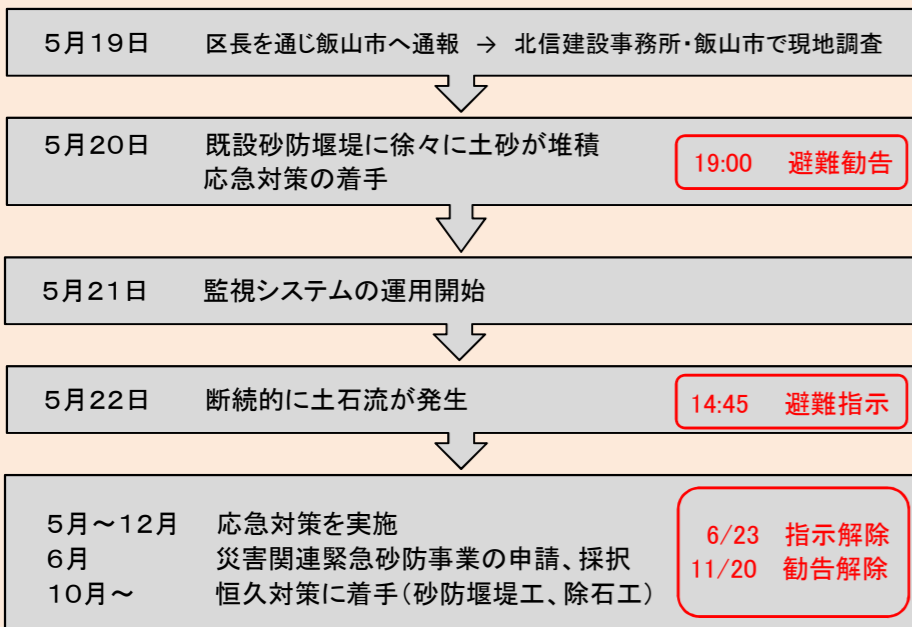 5月19日 区長を通じ飯山市へ通報 → 北信建設事務所・飯山市で現地調査
5月20日 既設砂防堰堤に徐々に土砂が堆積
応急対策の着手
19:00 避難勧告
5月21日 監視システムの運用開始
5月22日 断続的に土石流が発生 14:45 避難指示
5月～12月 応急対策を実施
6月 災害関連緊急砂防事業の申請、採択
10月～ 恒久対策に着手(砂防堰堤工、除石工)
6/23 指示解除
11/20 勧告解除